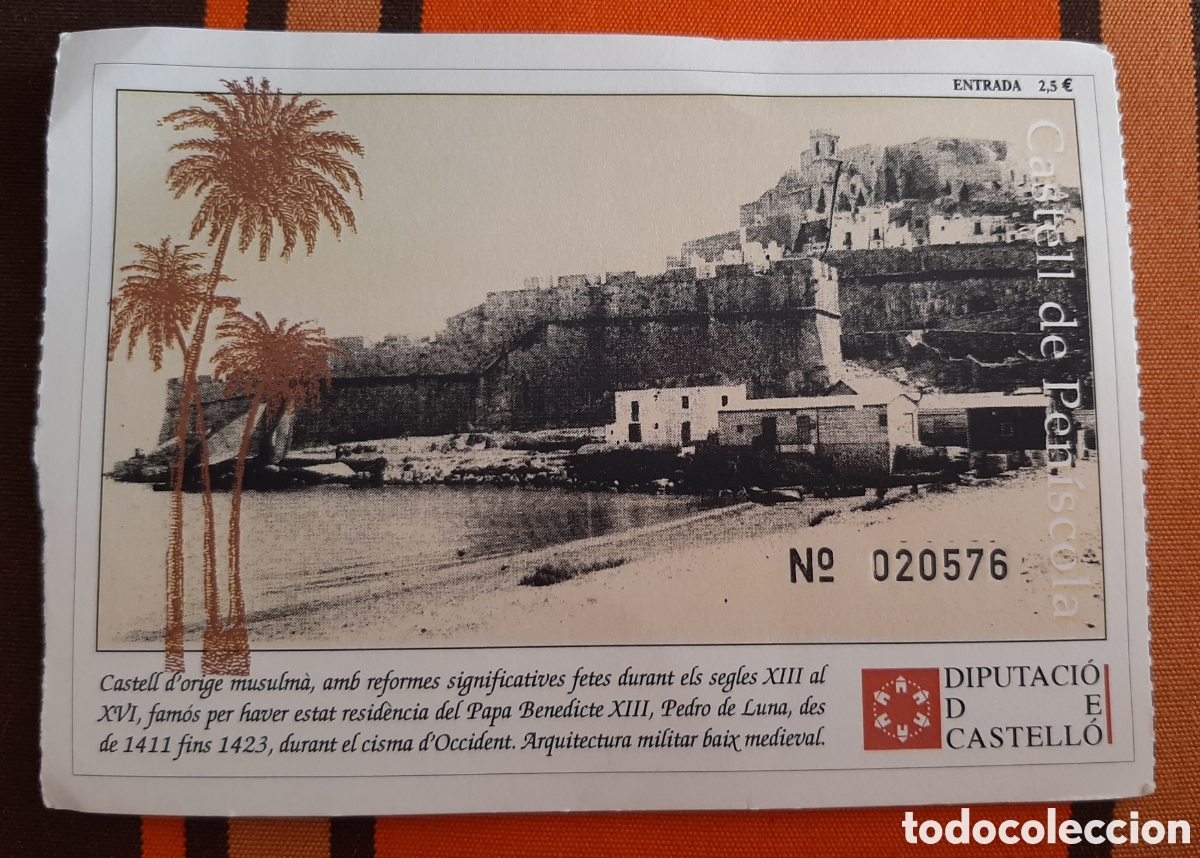 ENTRADA 2,5 €
Castell de Peníscola
Nº 020576
Castell d'orige musulmà, amb reformes significatives fetes durant els segles XIII al
XVI, famós per haver estat residència del Papa Benedicte XIII, Pedro de Luna, des
de 1411 fins 1423, durant el cisma d'Occident. Arquitectura militar baix medieval.
DIPUTACIÓ
D E
CASTELLÓ
todocoleccion